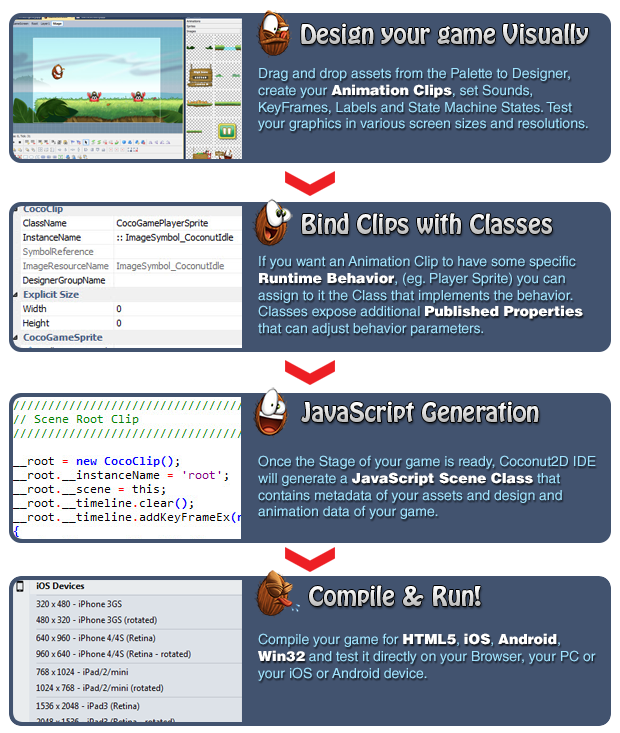 Design your game Visually
Drag and drop assets from the Palette to Designer,
create your Animation Clips, set Sounds,
KeyFrames, Labels and State Machine States. Test
your graphics in various screen sizes and resolutions.
CocoClip
ClassName CocoGamePlayerSprite
InstanceName :: ImageSymbol_CoconutIdle
SymbolReference
ImageResourceName ImageSymbol_CoconutIdle
DesignerGroupName
Explicit Size
Width 0
Height 0
CocoGameSprite
Bind Clips with Classes
If you want an Animation Clip to have some specific
Runtime Behavior, (eg. Player Sprite) you can
assign to it the Class that implements the behavior.
Classes expose additional Published Properties
that can adjust behavior parameters.
//////////////////////////////////
// Scene Root Clip
//////////////////////////////////
__root = new CocoClip();
__root.__instanceName = 'root';
__root.__scene = this;
__root.__timeline.clear();
__root.__timeline.addKeyFrameEx(r
{
JavaScript Generation
Once the Stage of your game is ready, Coconut2D IDE
will generate a JavaScript Scene Class that
contains metadata of your assets and design and
animation data of your game.
iOS Devices
320 x 480 - iPhone 3GS
480 x 320 - iPhone 3GS (rotated)
640 x 960 - iPhone 4/4S (Retina)
960 x 640 - iPhone 4/4S (Retina - rotated)
768 x 1024 - iPad/2/mini
1024 x 768 - iPad/2/mini (rotated)
1536 x 2048 - iPad3 (Retina)
2048 x 1536 - iPad3 (Retina - rotated)
Compile & Run!
Compile your game for HTML5, iOS, Android,
Win32 and test it directly on your Browser, your PC or
your iOS or Android device.